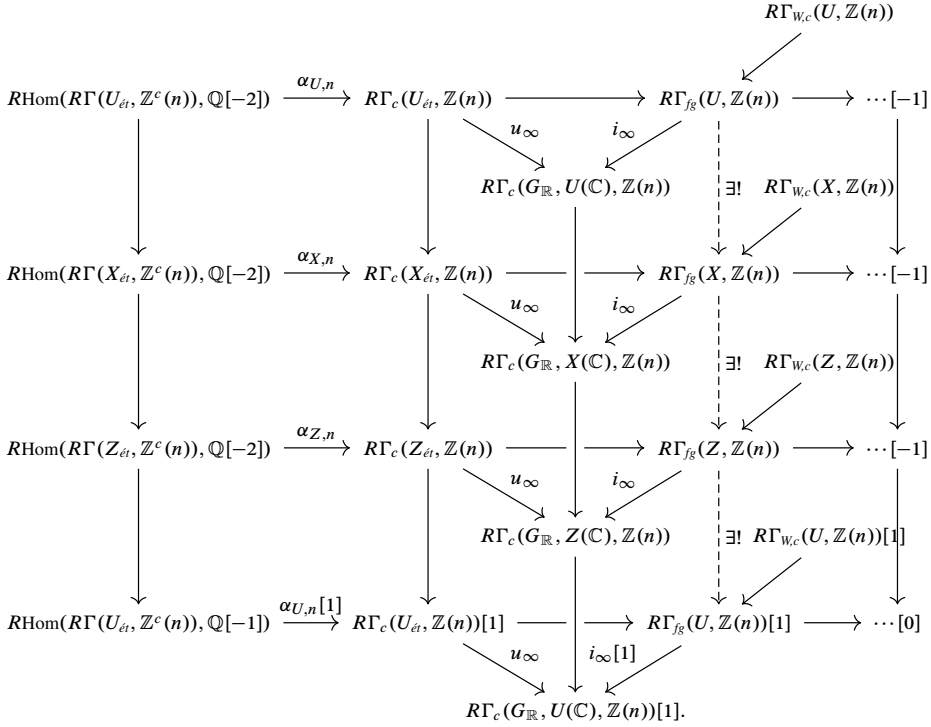 RΓ_{W,c}(U, ℤ(n))
RHom(RΓ(U_{ét}, ℤ^c(n)), ℚ[−2]) α_{U,n} RΓ_c(U_{ét}, ℤ(n)) RΓ_{fg}(U, ℤ(n)) ⋯[−1]
u_∞ i_∞
RΓ_c(G_ℝ, U(ℂ), ℤ(n)) ∃! RΓ_{W,c}(X, ℤ(n))
RHom(RΓ(X_{ét}, ℤ^c(n)), ℚ[−2]) α_{X,n} RΓ_c(X_{ét}, ℤ(n)) RΓ_{fg}(X, ℤ(n)) ⋯[−1]
u_∞ i_∞
RΓ_c(G_ℝ, X(ℂ), ℤ(n)) ∃! RΓ_{W,c}(Z, ℤ(n))
RHom(RΓ(Z_{ét}, ℤ^c(n)), ℚ[−2]) α_{Z,n} RΓ_c(Z_{ét}, ℤ(n)) RΓ_{fg}(Z, ℤ(n)) ⋯[−1]
u_∞ i_∞
RΓ_c(G_ℝ, Z(ℂ), ℤ(n)) ∃! RΓ_{W,c}(U, ℤ(n))[1]
RHom(RΓ(U_{ét}, ℤ^c(n)), ℚ[−1]) α_{U,n}[1] RΓ_c(U_{ét}, ℤ(n))[1] RΓ_{fg}(U, ℤ(n))[1] ⋯[0]
u_∞ i_∞[1]
RΓ_c(G_ℝ, U(ℂ), ℤ(n))[1].